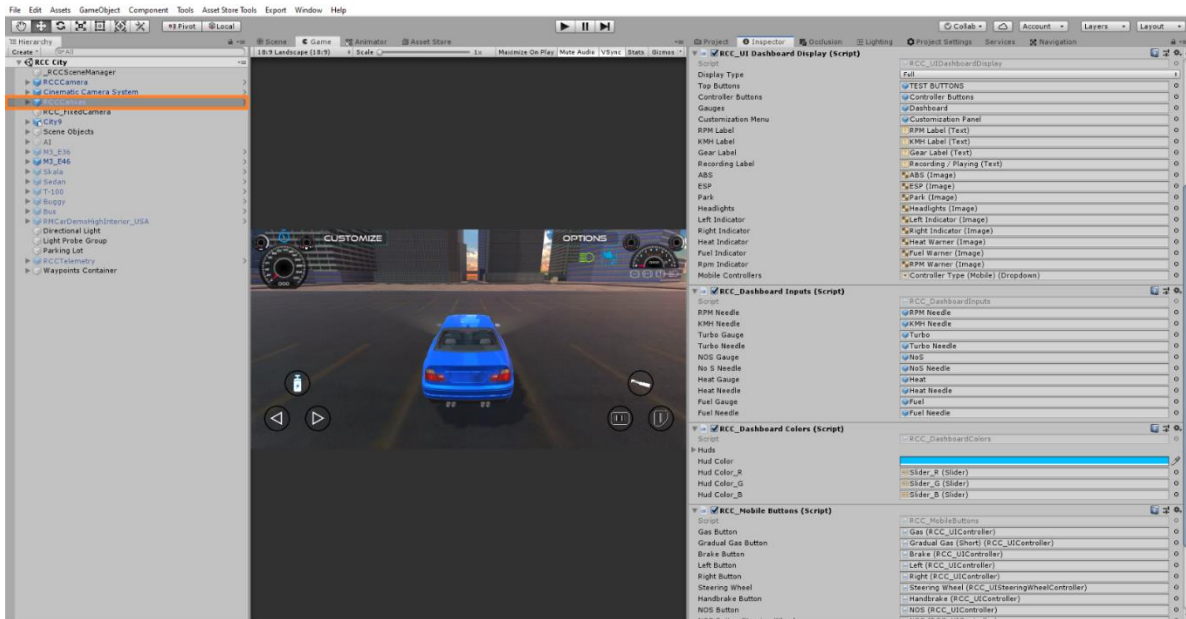 File Edit Assets GameObject Component Tools Asset Store Tools Export Window Help
Pivot Local
Collab Account Layers Layout
Hierarchy
Create All
RCC City
_RCCSceneManager
RCCCamera
Cinematic Camera System
RCCCanvas
RCC_FixedCamera
City9
Scene Objects
AI
M3_E36
M3_E46
Skala
Sedan
T-100
Buggy
Bus
RMCarDemoHighInterior_USA
Directional Light
Light Probe Group
Parking Lot
RCCTelemetry
Waypoints Container
Scene Game Animator Asset Store
18:9 Landscape (18:9) Scale 1x Maximize On Play Mute Audio VSync Stats Gizmos
CUSTOMIZE
OPTIONS
Project Inspector Occlusion Lighting Project Settings Services Navigation
RCC_UI Dashboard Display (Script)
Script RCC_UIDashboardDisplay
Display Type Full
Top Buttons TEST BUTTONS
Controller Buttons Controller Buttons
Gauges Dashboard
Customization Menu Customization Panel
RPM Label RPM Label (Text)
KMH Label KMH Label (Text)
Gear Label Gear Label (Text)
Recording Label Recording / Playing (Text)
ABS ABS (Image)
ESP ESP (Image)
Park Park (Image)
Headlights Headlights (Image)
Left Indicator Left Indicator (Image)
Right Indicator Right Indicator (Image)
Heat Indicator Heat Warner (Image)
Fuel Indicator Fuel Warner (Image)
Rpm Indicator RPM Warner (Image)
Mobile Controllers Controller Type (Mobile) (Dropdown)
RCC_Dashboard Inputs (Script)
Script RCC_DashboardInputs
RPM Needle RPM Needle
KMH Needle KMH Needle
Turbo Gauge Turbo
Turbo Needle Turbo Needle
NOS Gauge NoS
No S Needle NoS Needle
Heat Gauge Heat
Heat Needle Heat Needle
Fuel Gauge Fuel
Fuel Needle Fuel Needle
RCC_Dashboard Colors (Script)
Script RCC_DashboardColors
Huds
Hud Color
Hud Color_R Slider_R (Slider)
Hud Color_G Slider_G (Slider)
Hud Color_B Slider_B (Slider)
RCC_Mobile Buttons (Script)
Script RCC_MobileButtons
Gas Button Gas (RCC_UIController)
Gradual Gas Button Gradual Gas (Short) (RCC_UIController)
Brake Button Brake (RCC_UIController)
Left Button Left (RCC_UIController)
Right Button Right (RCC_UIController)
Steering Wheel Steering Wheel (RCC_UISteeringWheelController)
Handbrake Button Handbrake (RCC_UIController)
NOS Button NOS (RCC_UIController)